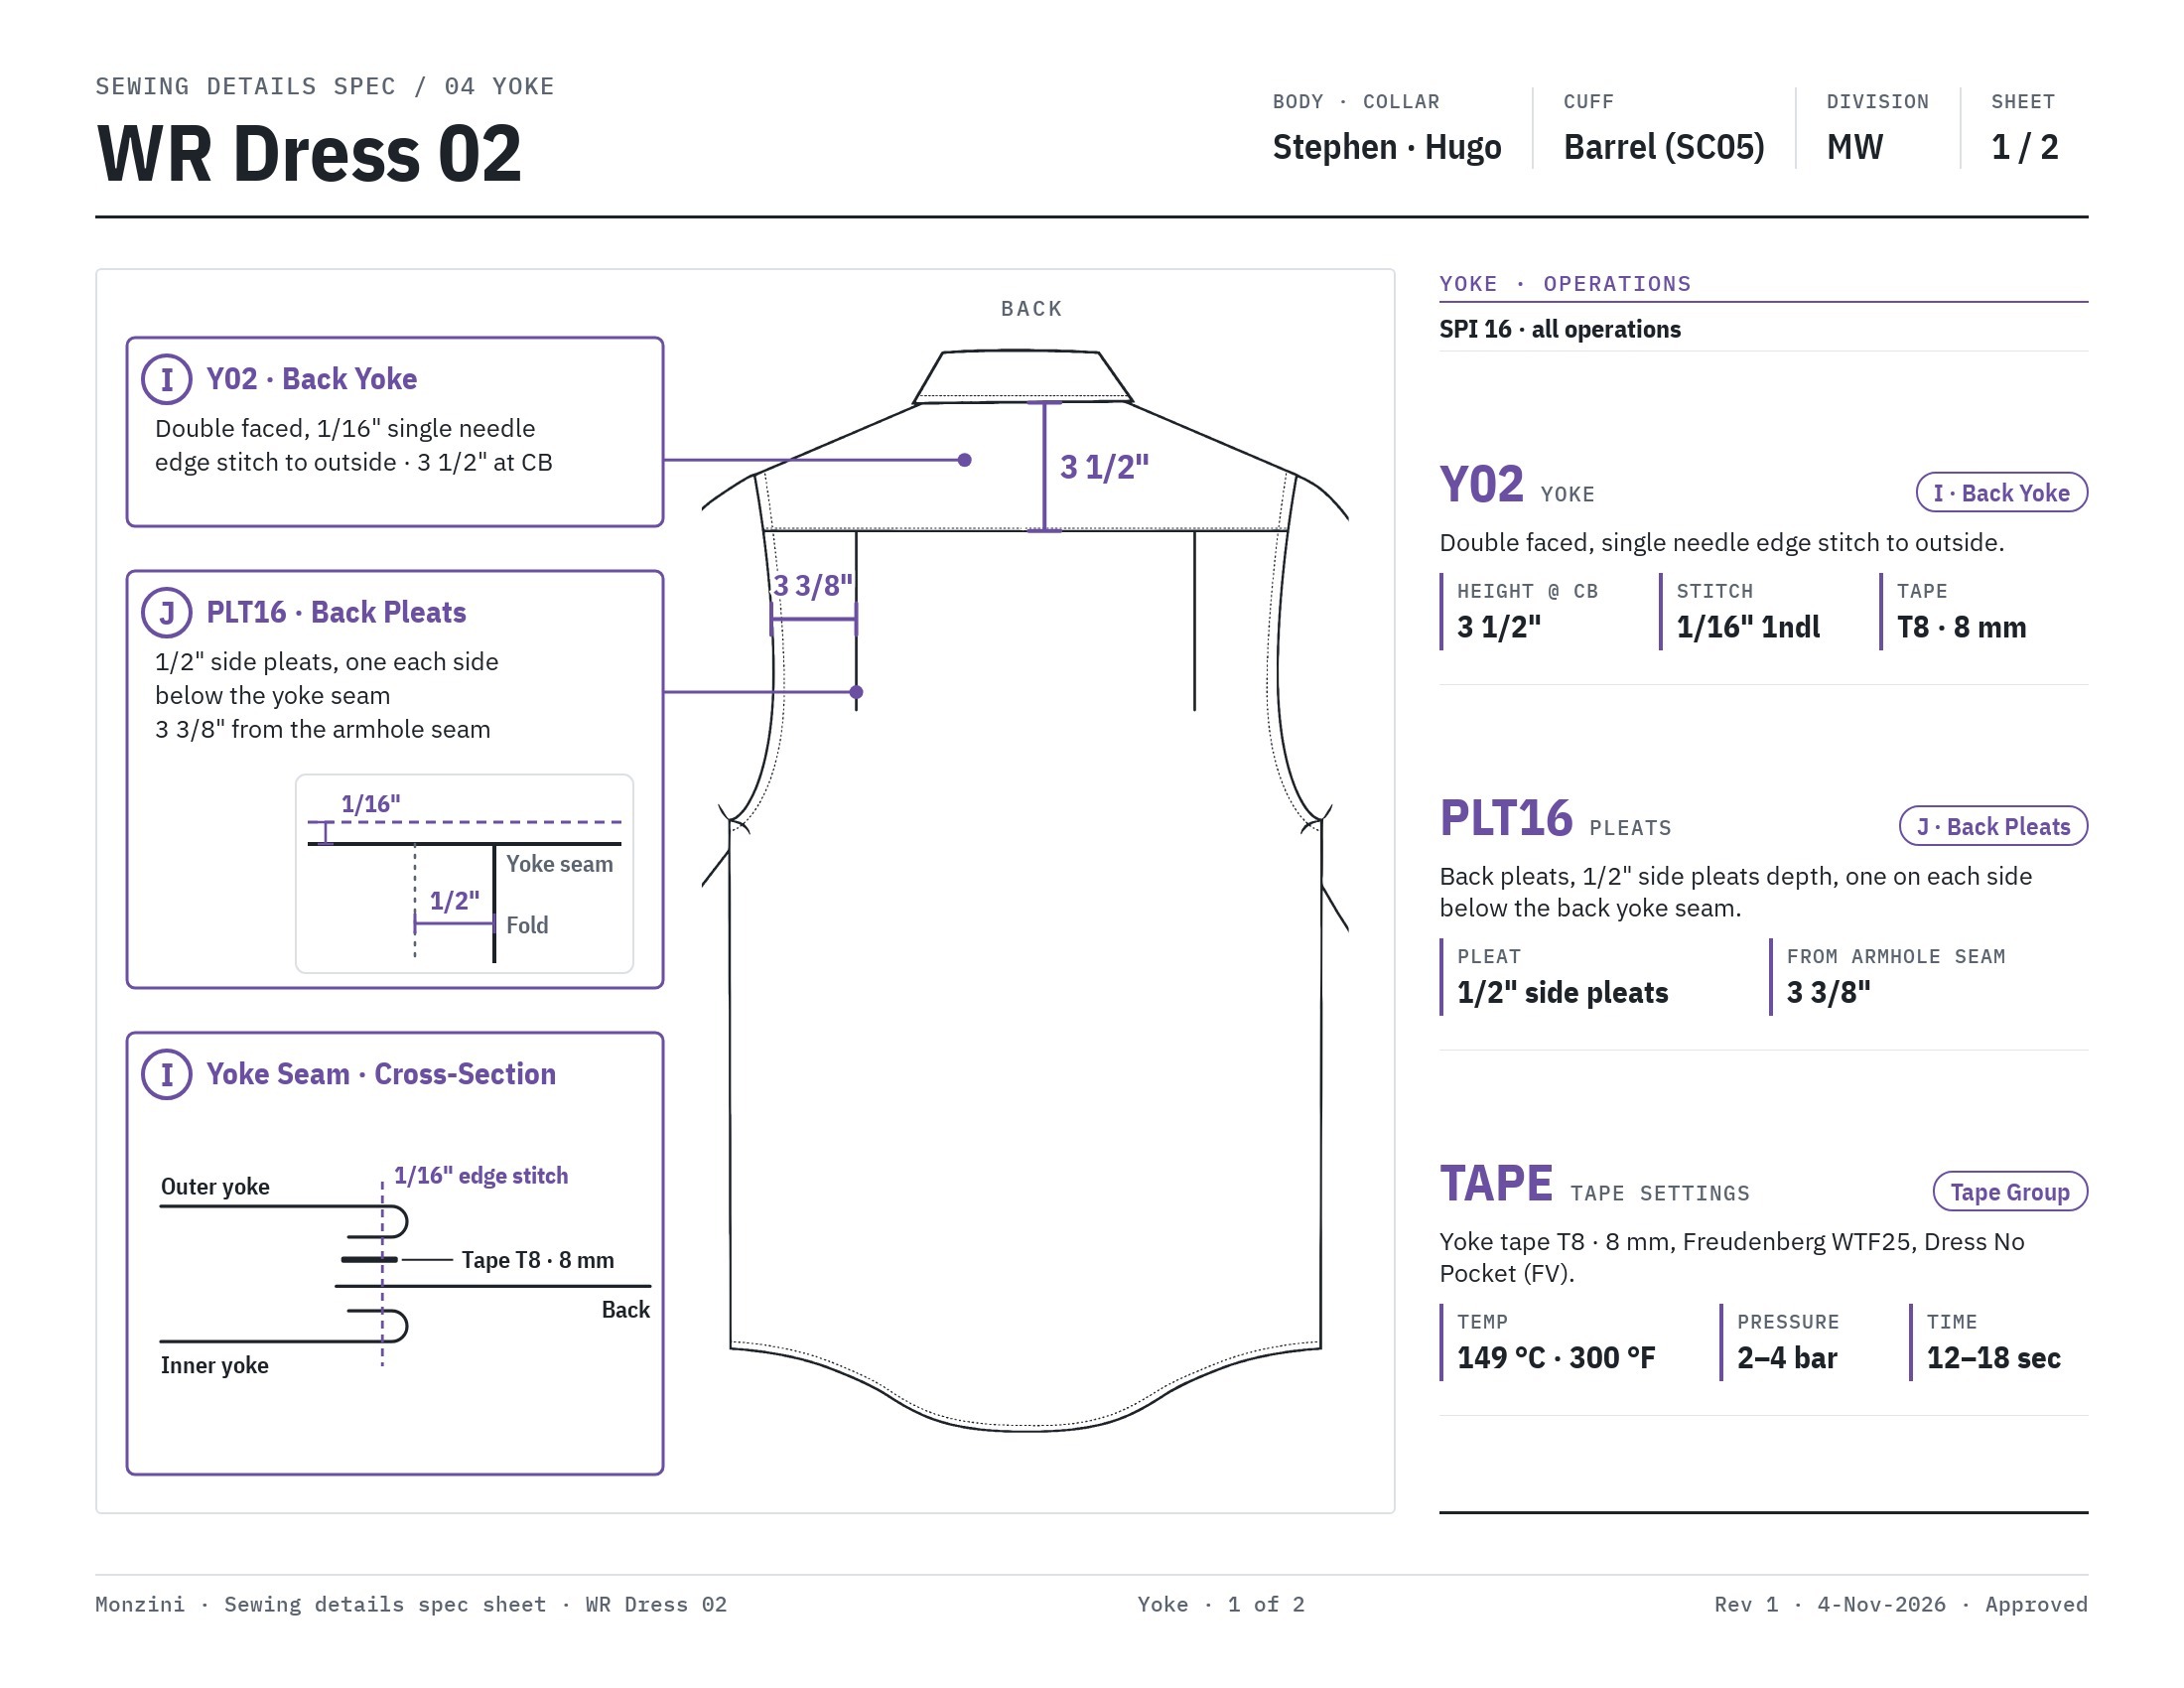 SEWING DETAILS SPEC / 04 YOKE
WR Dress 02
BODY · COLLAR
Stephen · Hugo
CUFF
Barrel (SC05)
DIVISION
MW
SHEET
1 / 2
BACK
I
Y02 · Back Yoke
Double faced, 1/16" single needle
edge stitch to outside · 3 1/2" at CB
3 1/2"
3 3/8"
J
PLT16 · Back Pleats
1/2" side pleats, one each side
below the yoke seam
3 3/8" from the armhole seam
1/16"
Yoke seam
1/2"
Fold
I
Yoke Seam · Cross-Section
1/16" edge stitch
Outer yoke
Tape T8 · 8 mm
Back
Inner yoke
YOKE · OPERATIONS
SPI 16 · all operations
Y02 YOKE
I · Back Yoke
Double faced, single needle edge stitch to outside.
HEIGHT @ CB
3 1/2"
STITCH
1/16" 1ndl
TAPE
T8 · 8 mm
PLT16 PLEATS
J · Back Pleats
Back pleats, 1/2" side pleats depth, one on each side
below the back yoke seam.
PLEAT
1/2" side pleats
FROM ARMHOLE SEAM
3 3/8"
TAPE TAPE SETTINGS
Tape Group
Yoke tape T8 · 8 mm, Freudenberg WTF25, Dress No
Pocket (FV).
TEMP
149 °C · 300 °F
PRESSURE
2–4 bar
TIME
12–18 sec
Monzini · Sewing details spec sheet · WR Dress 02
Yoke · 1 of 2
Rev 1 · 4-Nov-2026 · Approved